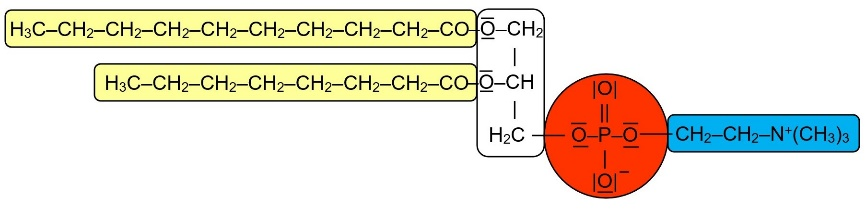 H₃C–CH₂–CH₂–CH₂–CH₂–CH₂–CH₂–CH₂–CH₂–CO–O–CH₂
H₃C–CH₂–CH₂–CH₂–CH₂–CH₂–CH₂–CO–O–CH
|O|
H₂C–O–P–O–CH₂–CH₂–N⁺(CH₃)₃
|O|⁻